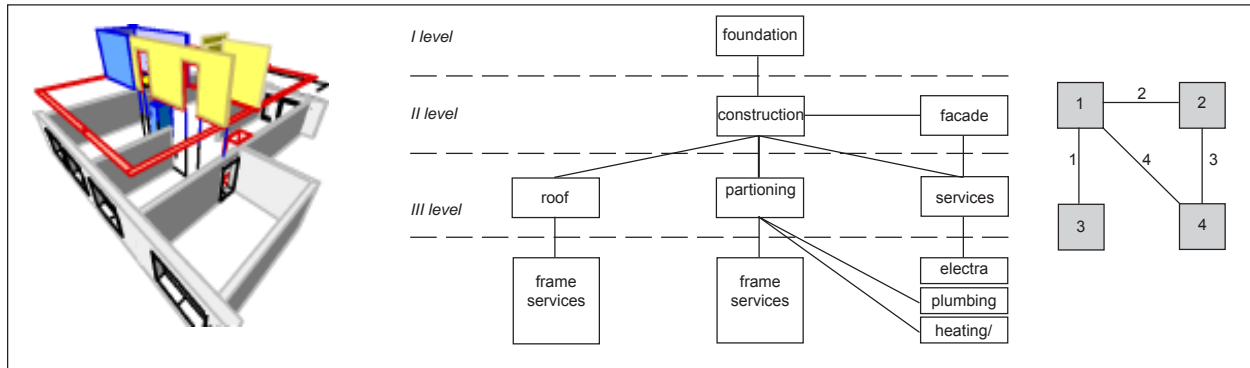 I level
foundation
II level
construction
facade
III level
roof
partioning
services
frame
services
frame
services
electra
plumbing
heating/
1
2
2
1
4
3
3
4